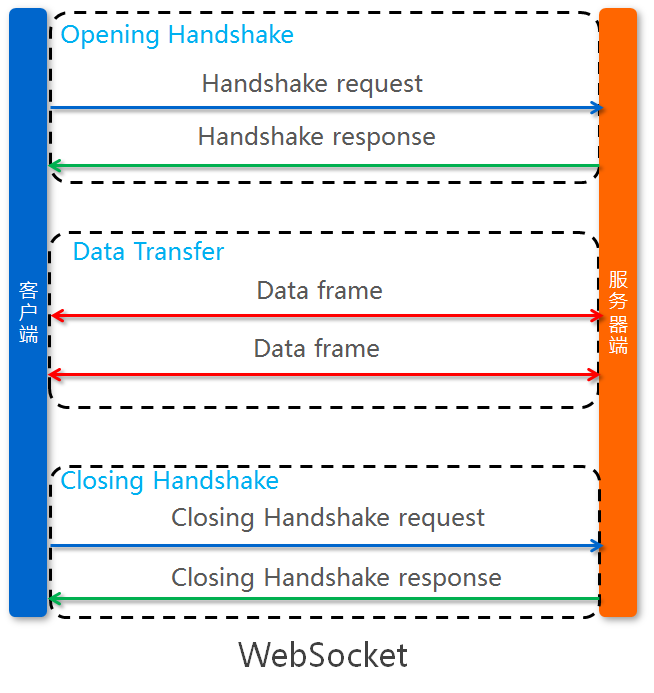 Opening Handshake
Handshake request
Handshake response
Data Transfer
Data frame
Data frame
客户端
服务器端
Closing Handshake
Closing Handshake request
Closing Handshake response
WebSocket